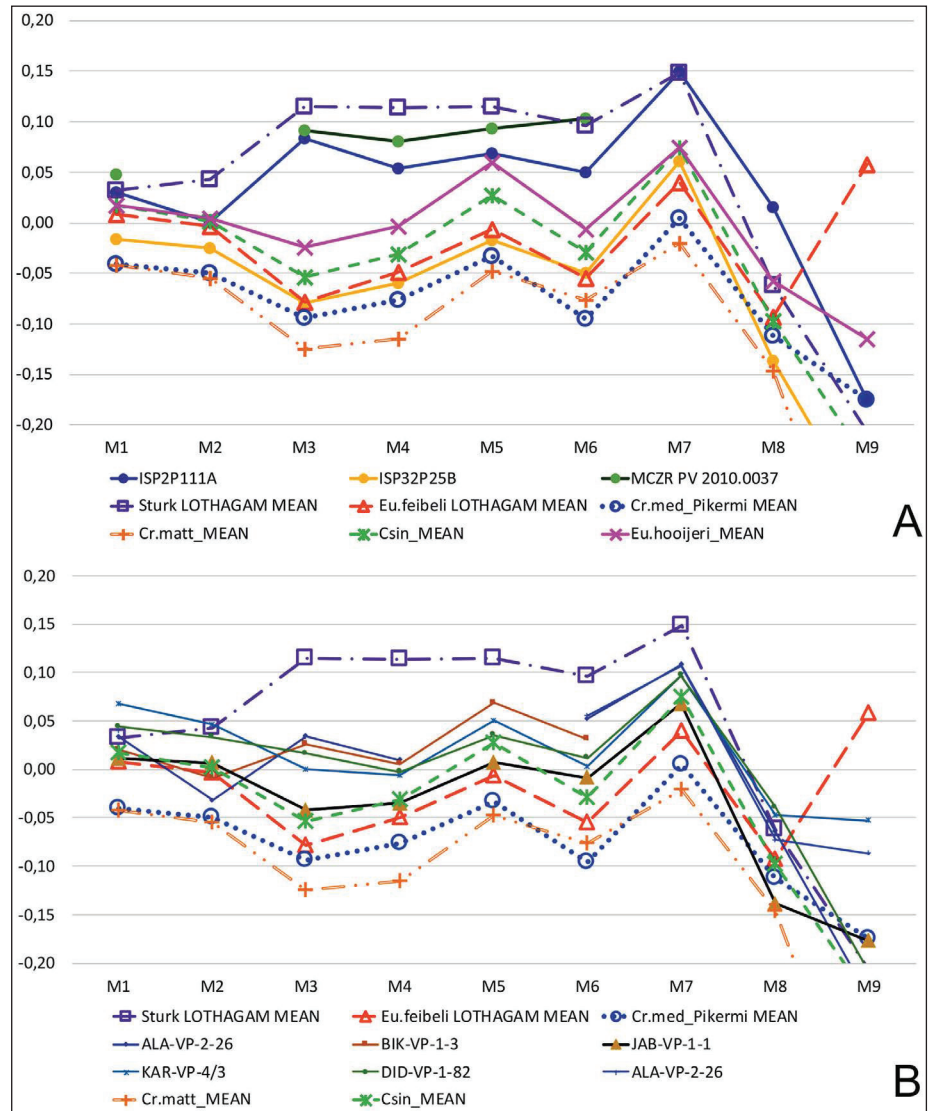 0,20
0,15
0,10
0,05
0,00
-0,05
-0,10
-0,15
-0,20
M1 M2 M3 M4 M5 M6 M7 M8 M9
ISP2P111A ISP32P25B MCZR PV 2010.0037
Sturk LOTHAGAM MEAN Eu.feibeli LOTHAGAM MEAN Cr.med_Pikermi MEAN
Cr.matt_MEAN Csin_MEAN Eu.hooijeri_MEAN
A
0,20
0,15
0,10
0,05
0,00
-0,05
-0,10
-0,15
-0,20
M1 M2 M3 M4 M5 M6 M7 M8 M9
Sturk LOTHAGAM MEAN Eu.feibeli LOTHAGAM MEAN Cr.med_Pikermi MEAN
ALA-VP-2-26 BIK-VP-1-3 JAB-VP-1-1
KAR-VP-4/3 DID-VP-1-82 ALA-VP-2-26
Cr.matt_MEAN Csin_MEAN
B